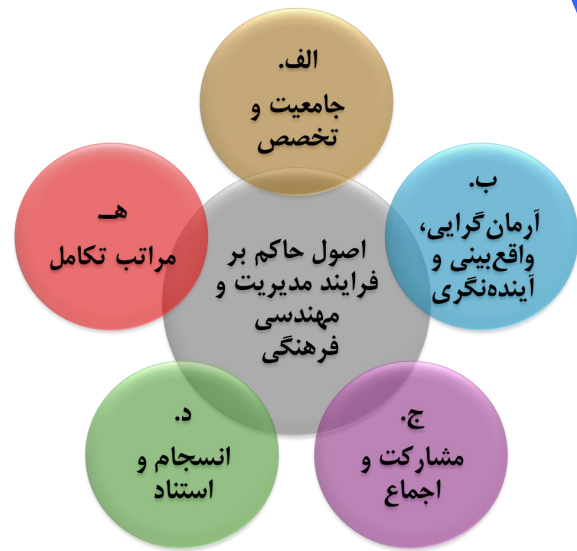 الف.
جامعیت و
تخصص
ب.
آرمان‌گرایی،
واقع‌بینی و
آینده‌نگری
ج.
مشارکت و
اجماع
د.
انسجام و
استناد
هــ
مراتب تکامل
اصول حاکم بر
فرایند مدیریت و
مهندسی
فرهنگی